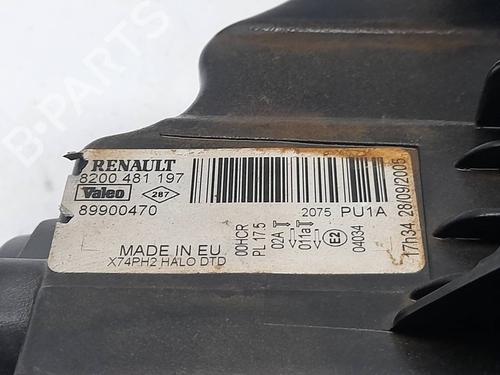 B-PARTS
RENAULT
8200 481 197
Valeo 287
89900470
2075 PU1A
MADE IN EU
X74PH2 HALO DTD
00HCR
PL 17.5
02A
011a
E2
04034
17h34 28/09/2005